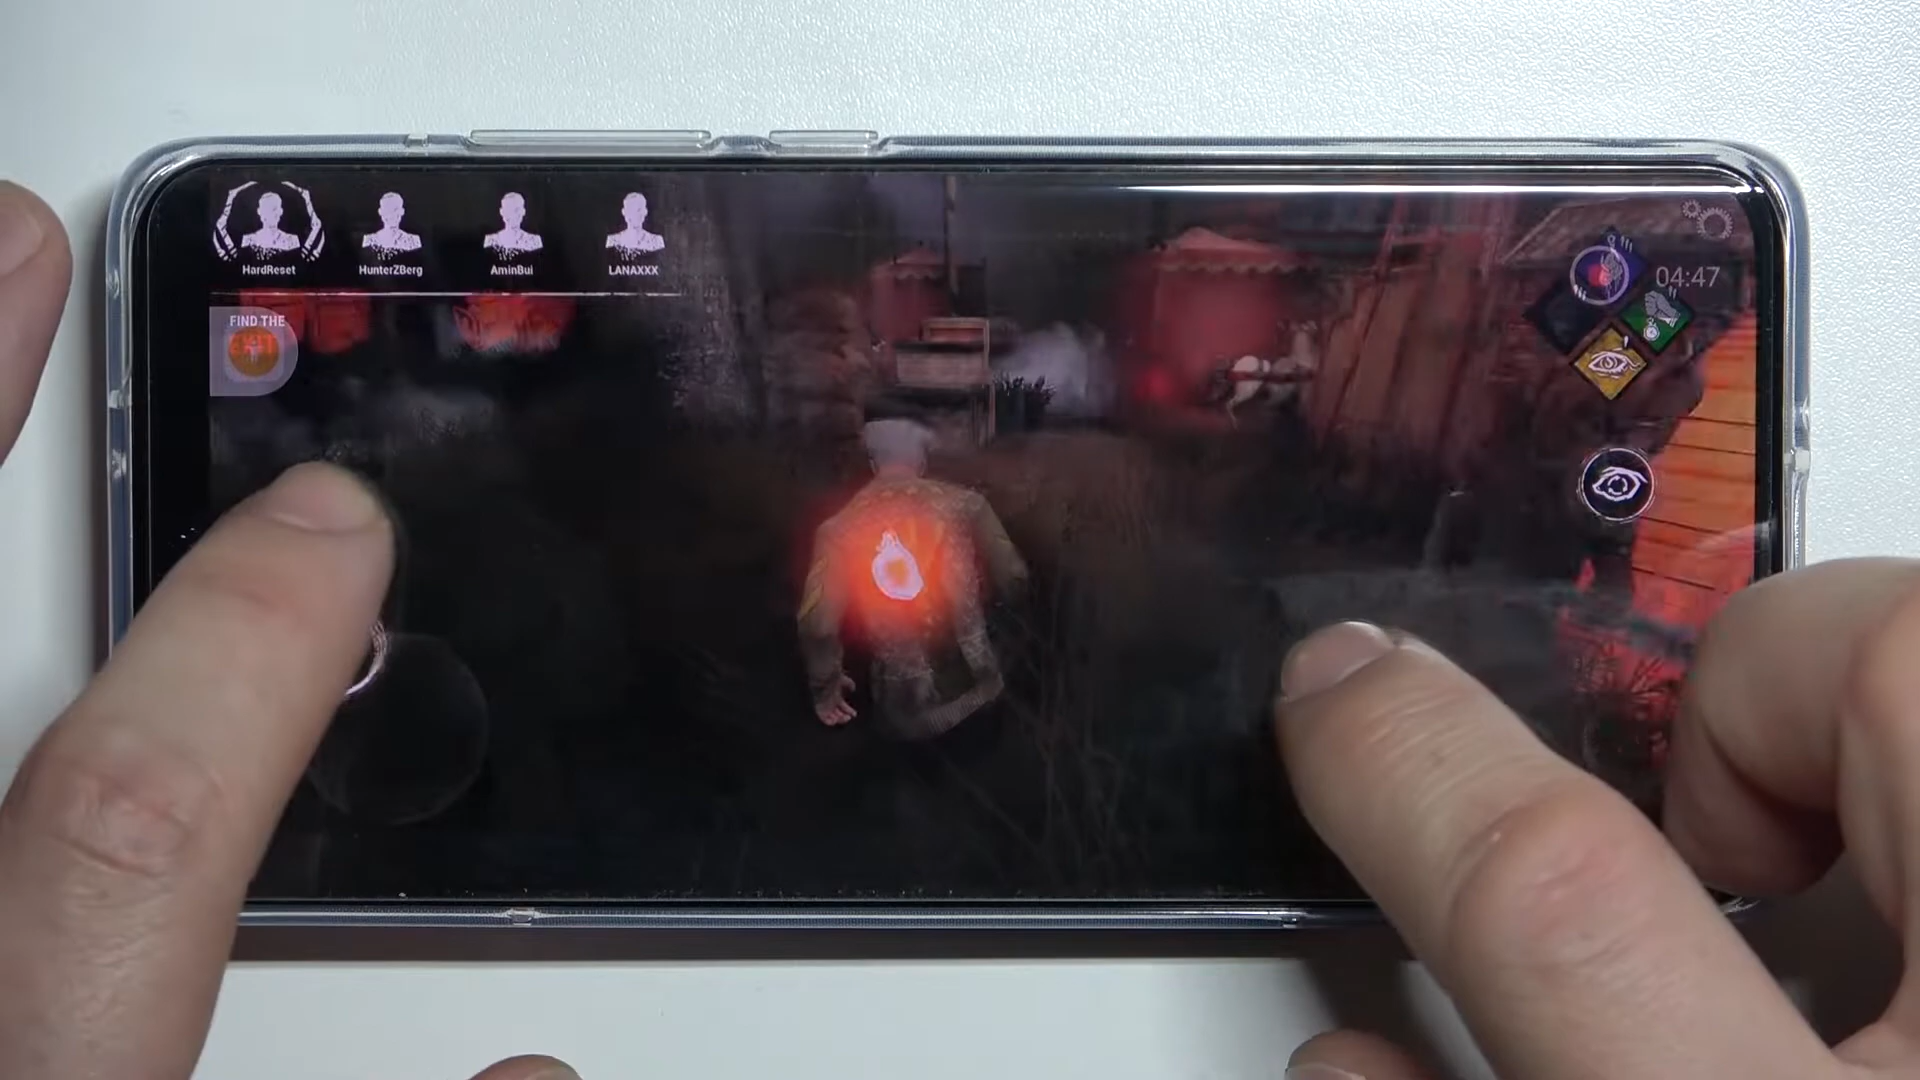 HardReset
HunterZBerg
AminBui
LANAXXX
04:47
FIND THE